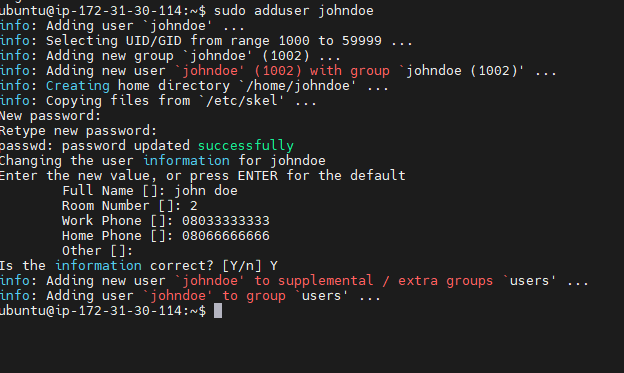 ubuntu@ip-172-31-30-114:~$ sudo adduser johndoe
info: Adding user `johndoe' ...
info: Selecting UID/GID from range 1000 to 59999 ...
info: Adding new group `johndoe' (1002) ...
info: Adding new user `johndoe' (1002) with group `johndoe (1002)' ...
info: Creating home directory `/home/johndoe' ...
info: Copying files from `/etc/skel' ...
New password:
Retype new password:
passwd: password updated successfully
Changing the user information for johndoe
Enter the new value, or press ENTER for the default
        Full Name []: john doe
        Room Number []: 2
        Work Phone []: 08033333333
        Home Phone []: 08066666666
        Other []:
Is the information correct? [Y/n] Y
info: Adding new user `johndoe' to supplemental / extra groups `users' ...
info: Adding user `johndoe' to group `users' ...
ubuntu@ip-172-31-30-114:~$